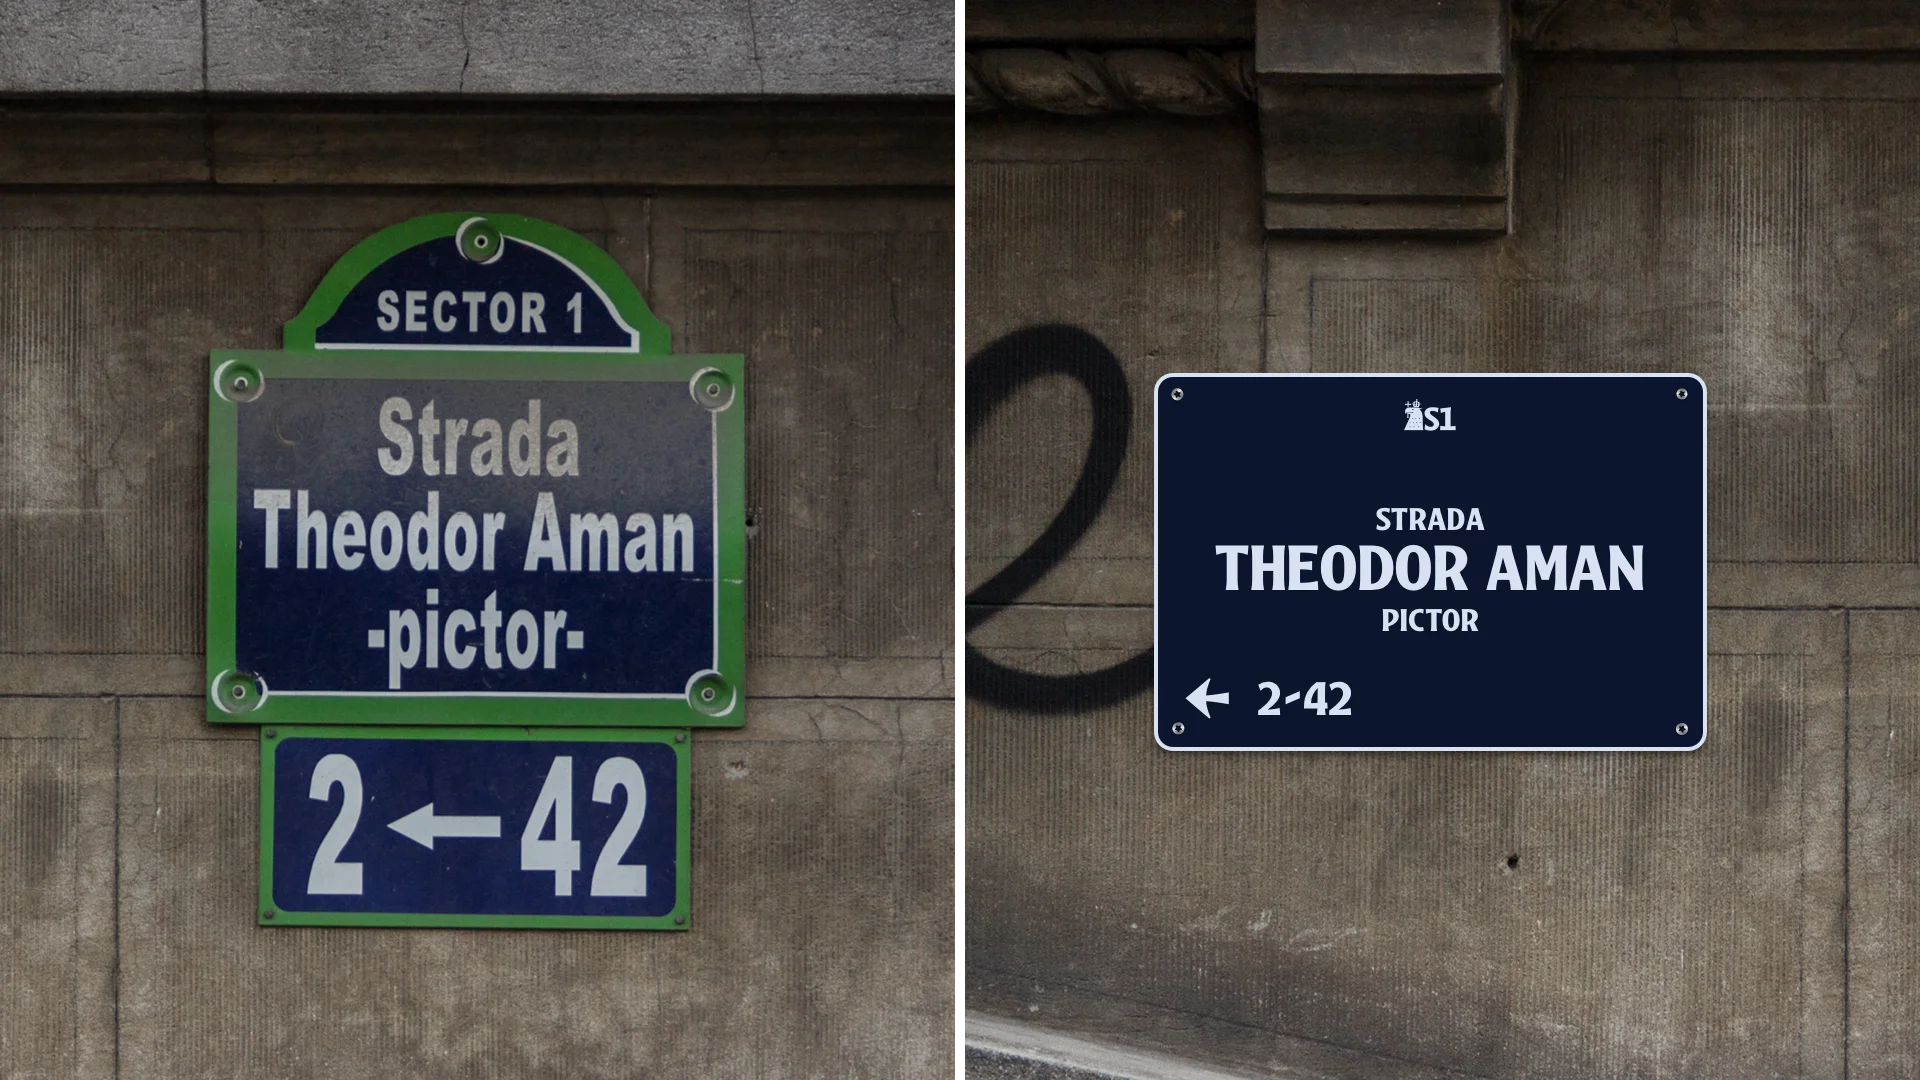 SECTOR 1
Strada
Theodor Aman
-pictor-
2 ← 42
S1
STRADA
THEODOR AMAN
PICTOR
← 2-42